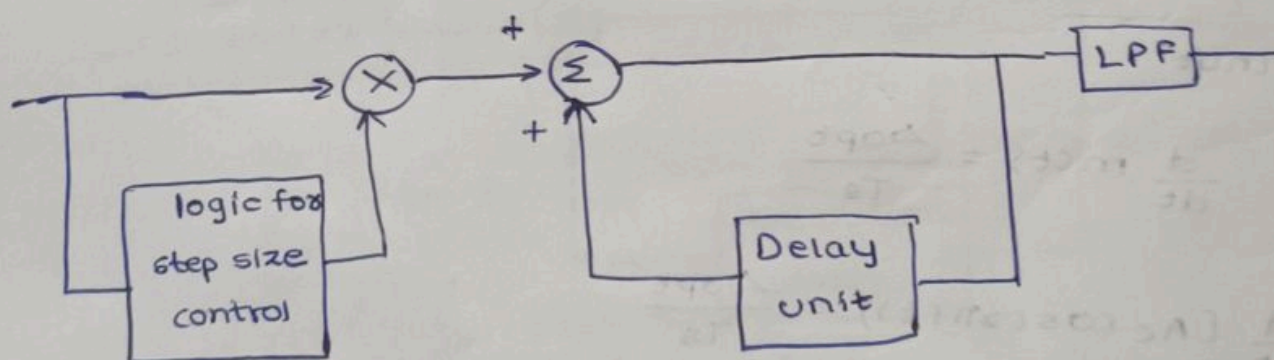 +
X
+
Σ
LPF
logic for
step size
control
Delay
unit